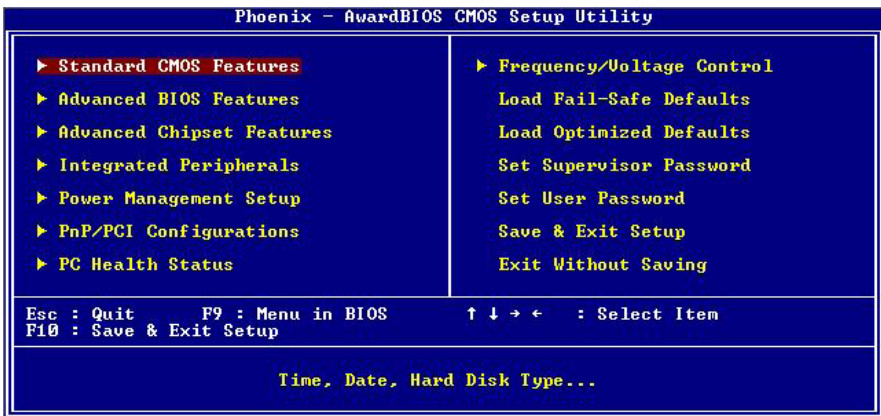 Phoenix - AwardBIOS CMOS Setup Utility
► Standard CMOS Features
► Advanced BIOS Features
► Advanced Chipset Features
► Integrated Peripherals
► Power Management Setup
► PnP/PCI Configurations
► PC Health Status
► Frequency/Voltage Control
Load Fail-Safe Defaults
Load Optimized Defaults
Set Supervisor Password
Set User Password
Save & Exit Setup
Exit Without Saving
Esc : Quit F9 : Menu in BIOS ↑ ↓ → ← : Select Item
F10 : Save & Exit Setup
Time, Date, Hard Disk Type...